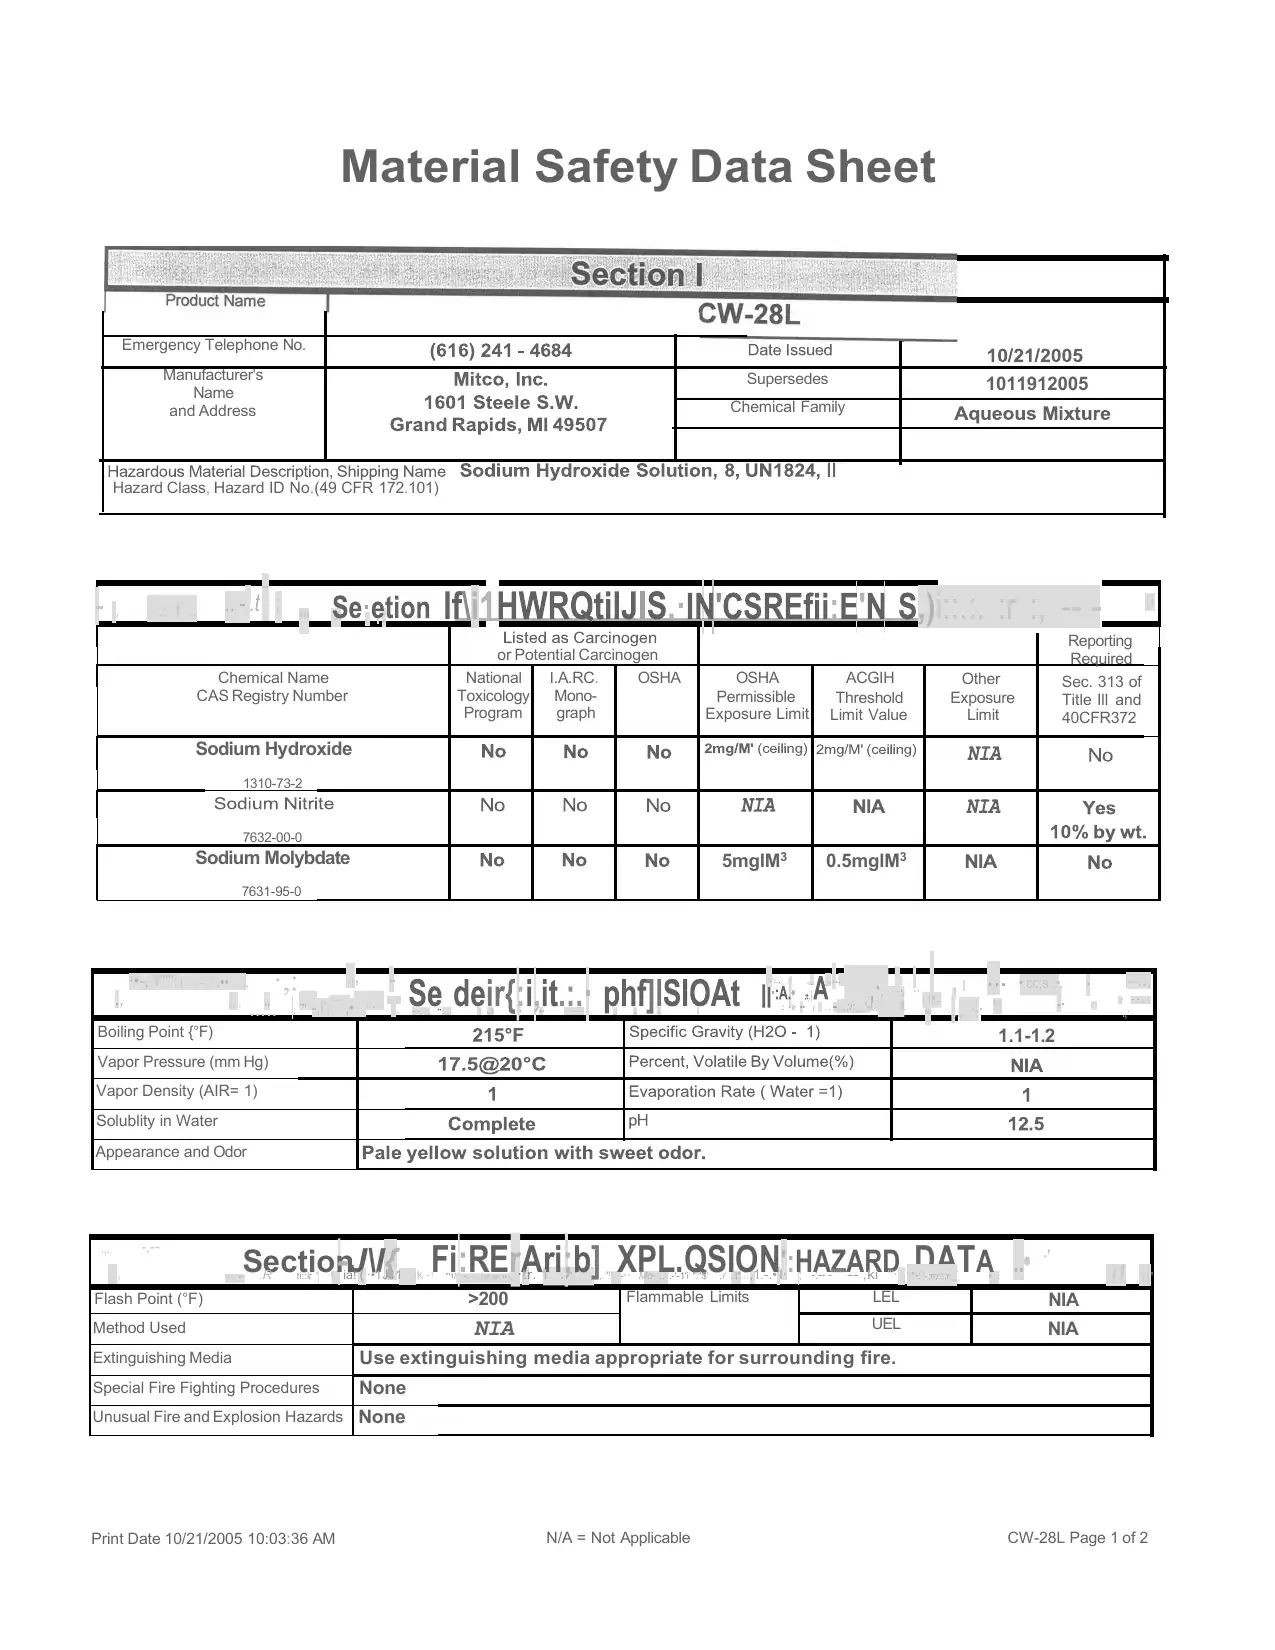 Material Safety Data Sheet
Section I
Product Name
CW-28L
Emergency Telephone No.
(616) 241 - 4684
Date Issued
10/21/2005
Manufacturer's
Name
and Address
Mitco, Inc.
1601 Steele S.W.
Grand Rapids, MI 49507
Supersedes
1011912005
Chemical Family
Aqueous Mixture
Hazardous Material Description, Shipping Name Sodium Hydroxide Solution, 8, UN1824, II
Hazard Class, Hazard ID No.(49 CFR 172.101)
Listed as Carcinogen
or Potential Carcinogen
Reporting
Required
Chemical Name
CAS Registry Number
National
Toxicology
Program
I.A.RC.
Mono-
graph
OSHA
OSHA
Permissible
Exposure Limit
ACGIH
Threshold
Limit Value
Other
Exposure
Limit
Sec. 313 of
Title Ill and
40CFR372
Sodium Hydroxide
1310-73-2
No No No 2mg/M' (ceiling) 2mg/M' (ceiling) NIA No
Sodium Nitrite
7632-00-0
No No No NIA NIA NIA Yes
10% by wt.
Sodium Molybdate
7631-95-0
No No No 5mglM³ 0.5mglM³ NIA No
Boiling Point {°F) 215°F Specific Gravity (H2O - 1) 1.1-1.2
Vapor Pressure (mm Hg) 17.5@20°C Percent, Volatile By Volume(%) NIA
Vapor Density (AIR= 1) 1 Evaporation Rate ( Water =1) 1
Solublity in Water Complete pH 12.5
Appearance and Odor Pale yellow solution with sweet odor.
Section HAZARD DATA
Flash Point (°F) >200 Flammable Limits LEL NIA
Method Used NIA UEL NIA
Extinguishing Media Use extinguishing media appropriate for surrounding fire.
Special Fire Fighting Procedures None
Unusual Fire and Explosion Hazards None
Print Date 10/21/2005 10:03:36 AM N/A = Not Applicable CW-28L Page 1 of 2